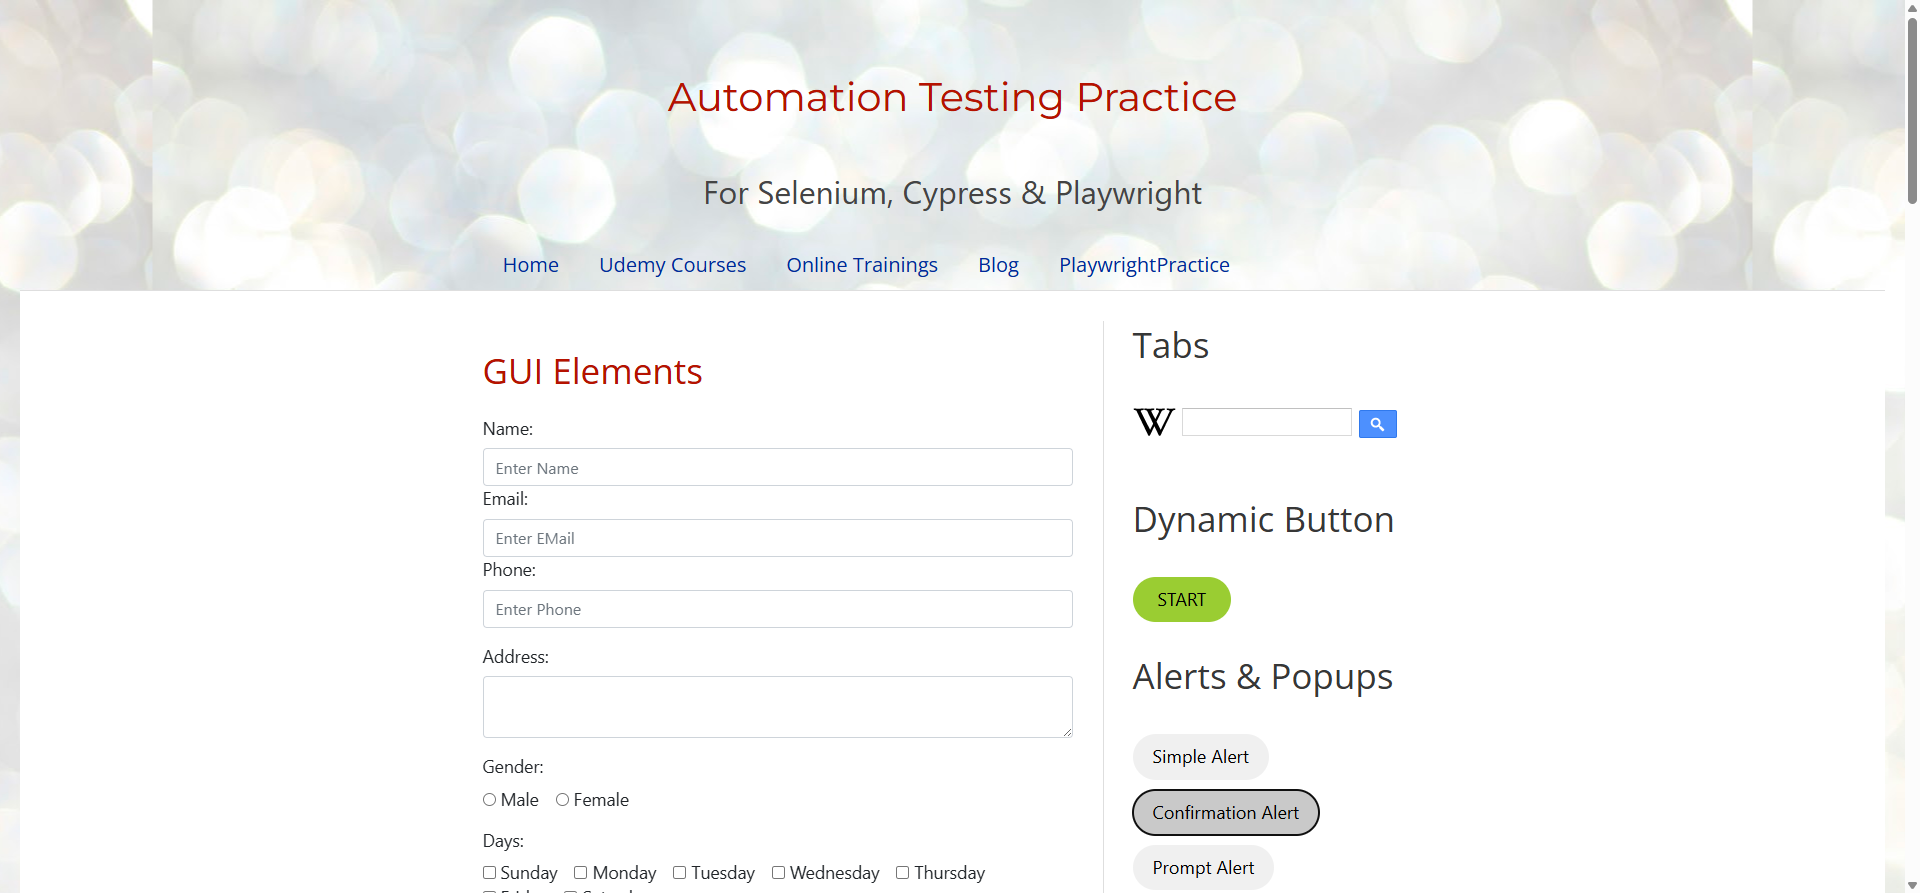 Automation Testing Practice
For Selenium, Cypress & Playwright
Home Udemy Courses Online Trainings Blog PlaywrightPractice
GUI Elements
Name:
Enter Name
Email:
Enter EMail
Phone:
Enter Phone
Address:
Gender:
Male Female
Days:
Sunday Monday Tuesday Wednesday Thursday
Tabs
W
Dynamic Button
START
Alerts & Popups
Simple Alert
Confirmation Alert
Prompt Alert